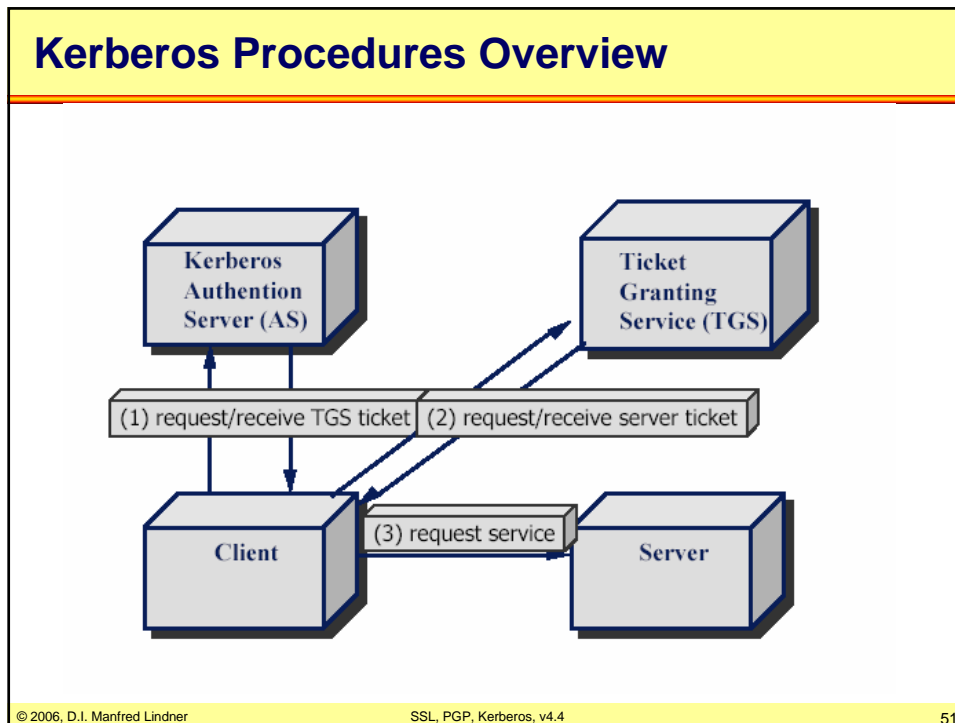 Kerberos Procedures Overview
Kerberos
Authention
Server (AS)
Ticket
Granting
Service (TGS)
(1) request/receive TGS ticket
(2) request/receive server ticket
(3) request service
Client
Server
© 2006, D.I. Manfred Lindner
SSL, PGP, Kerberos, v4.4
51